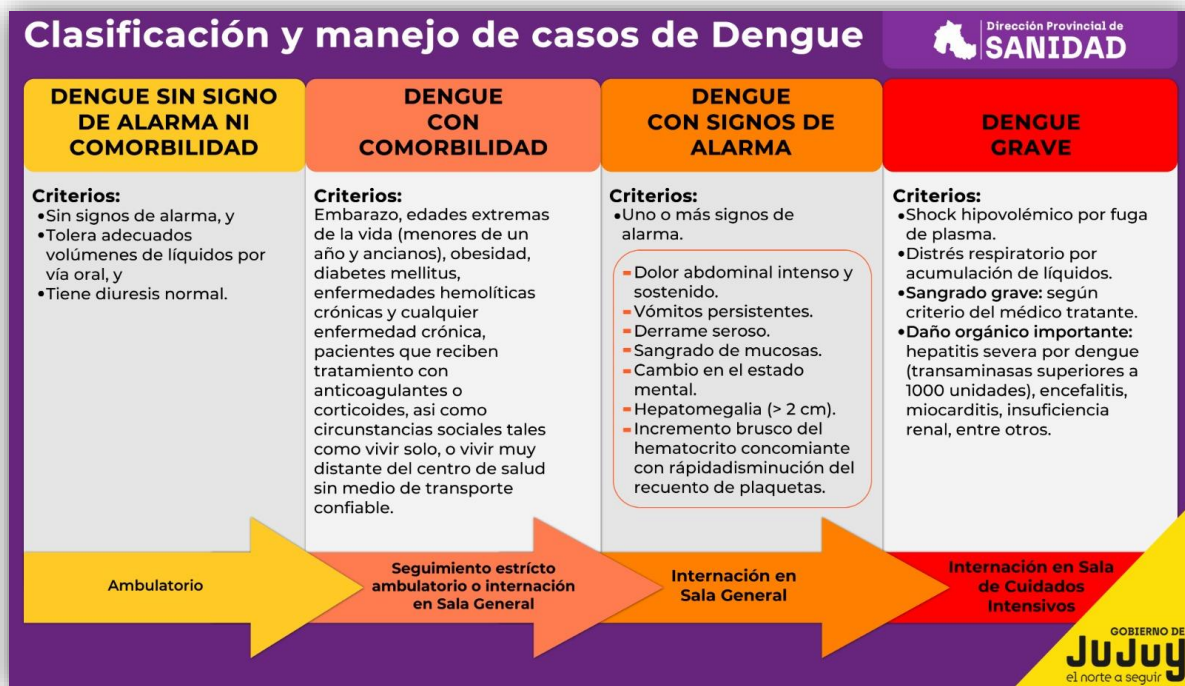 Clasificación y manejo de casos de Dengue
Dirección Provincial de
SANIDAD
DENGUE SIN SIGNO
DE ALARMA NI
COMORBILIDAD
Criterios:
•Sin signos de alarma, y
•Tolera adecuados
volúmenes de líquidos por
vía oral, y
•Tiene diuresis normal.
Ambulatorio
DENGUE
CON
COMORBILIDAD
Criterios:
Embarazo, edades extremas
de la vida (menores de un
año y ancianos), obesidad,
diabetes mellitus,
enfermedades hemolíticas
crónicas y cualquier
enfermedad crónica,
pacientes que reciben
tratamiento con
anticoagulantes o
corticoides, asi como
circunstancias sociales tales
como vivir solo, o vivir muy
distante del centro de salud
sin medio de transporte
confiable.
Seguimiento estrícto
ambulatorio o internación
en Sala General
DENGUE
CON SIGNOS DE
ALARMA
Criterios:
•Uno o más signos de
alarma.
- Dolor abdominal intenso y
sostenido.
- Vómitos persistentes.
- Derrame seroso.
- Sangrado de mucosas.
- Cambio en el estado
mental.
- Hepatomegalia (> 2 cm).
- Incremento brusco del
hematocrito concomiante
con rápidadisminución del
recuento de plaquetas.
Internación en
Sala General
DENGUE
GRAVE
Criterios:
•Shock hipovolémico por fuga
de plasma.
•Distrés respiratorio por
acumulación de líquidos.
•Sangrado grave: según
criterio del médico tratante.
•Daño orgánico importante:
hepatitis severa por dengue
(transaminasas superiores a
1000 unidades), encefalitis,
miocarditis, insuficiencia
renal, entre otros.
Internación en Sala
de Cuidados
Intensivos
GOBIERNO DE
JuJuy
el norte a seguir